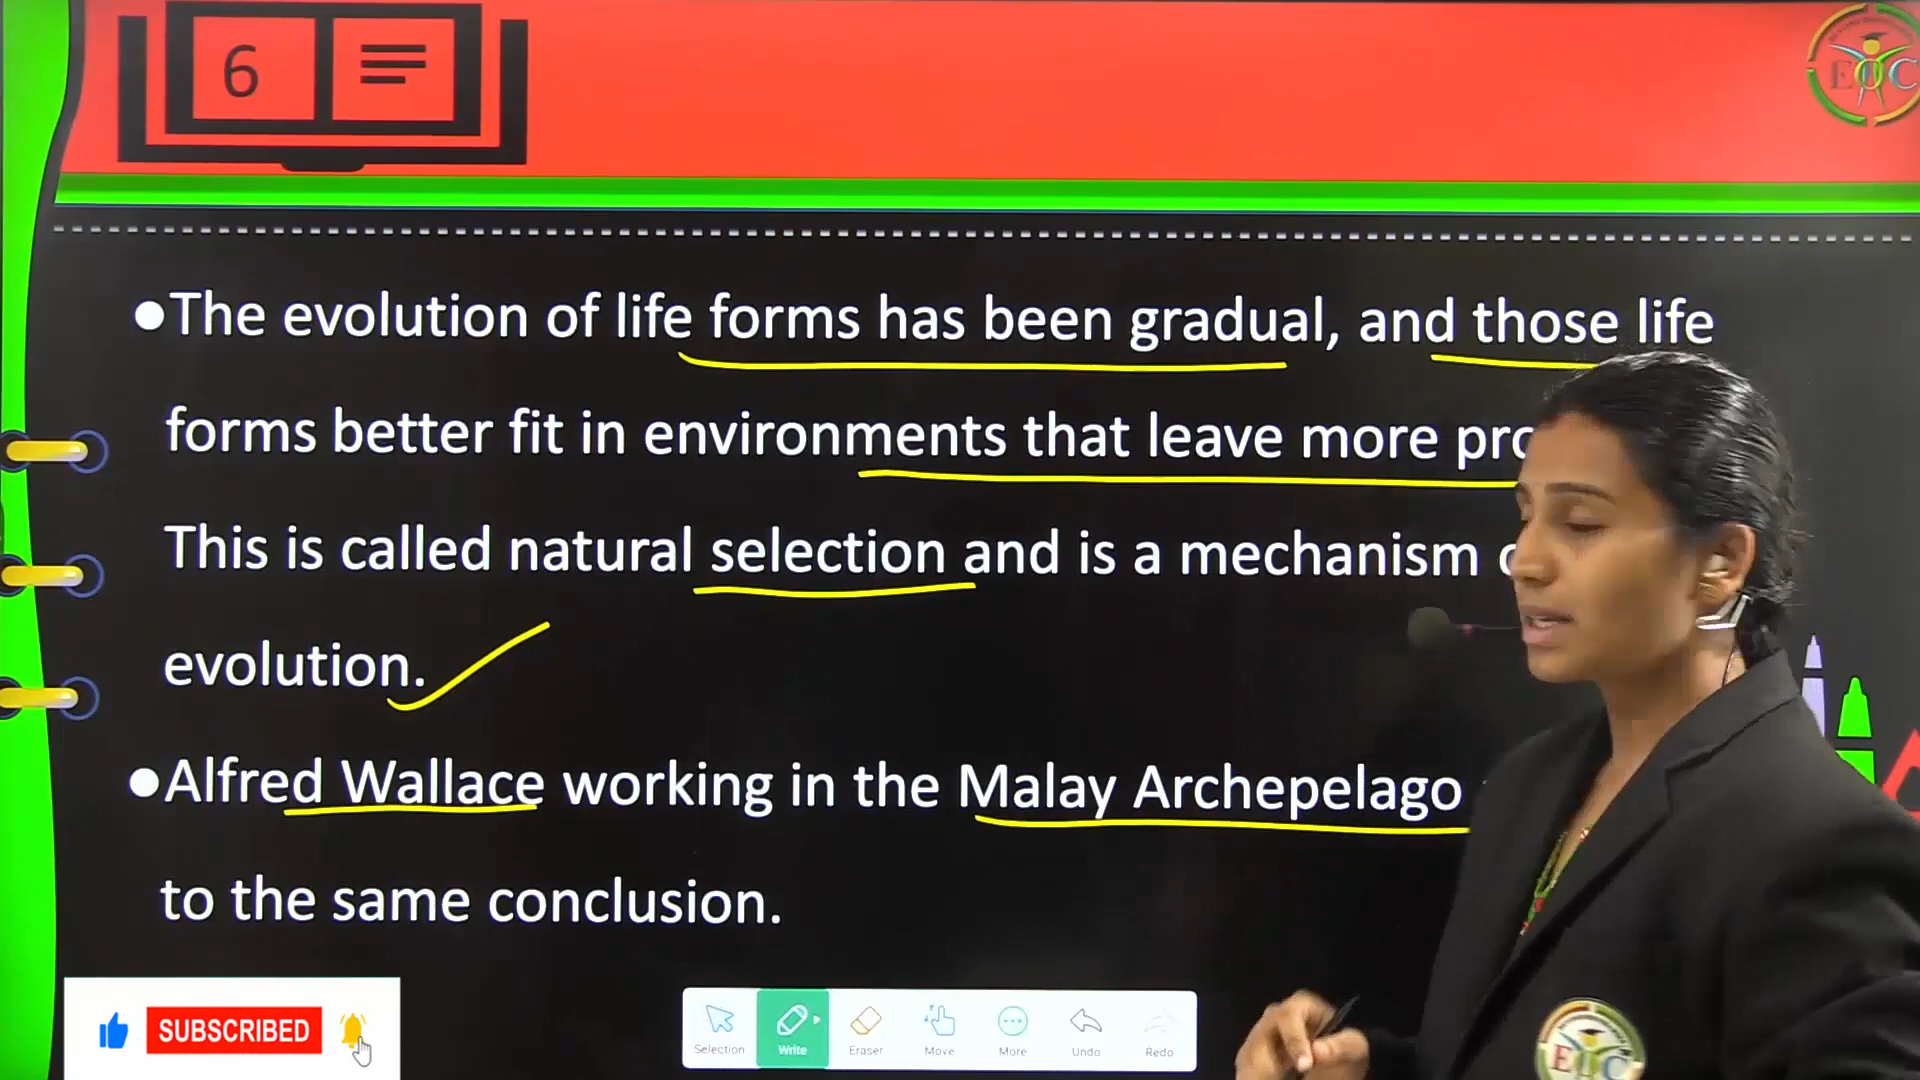 6
EOC
●The evolution of life forms has been gradual, and those life
forms better fit in environments that leave more
This is called natural selection and is a mechanism
evolution.
●Alfred Wallace working in the Malay Archepelago
to the same conclusion.
SUBSCRIBED
Selection Write Eraser Move More Undo Redo
EOC